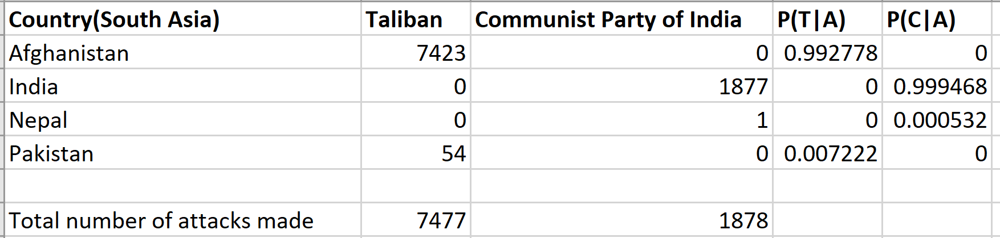 Country(South Asia) Taliban Communist Party of India P(T|A) P(C|A)
Afghanistan 7423 0 0.992778 0
India 0 1877 0 0.999468
Nepal 0 1 0 0.000532
Pakistan 54 0 0.007222 0
Total number of attacks made 7477 1878